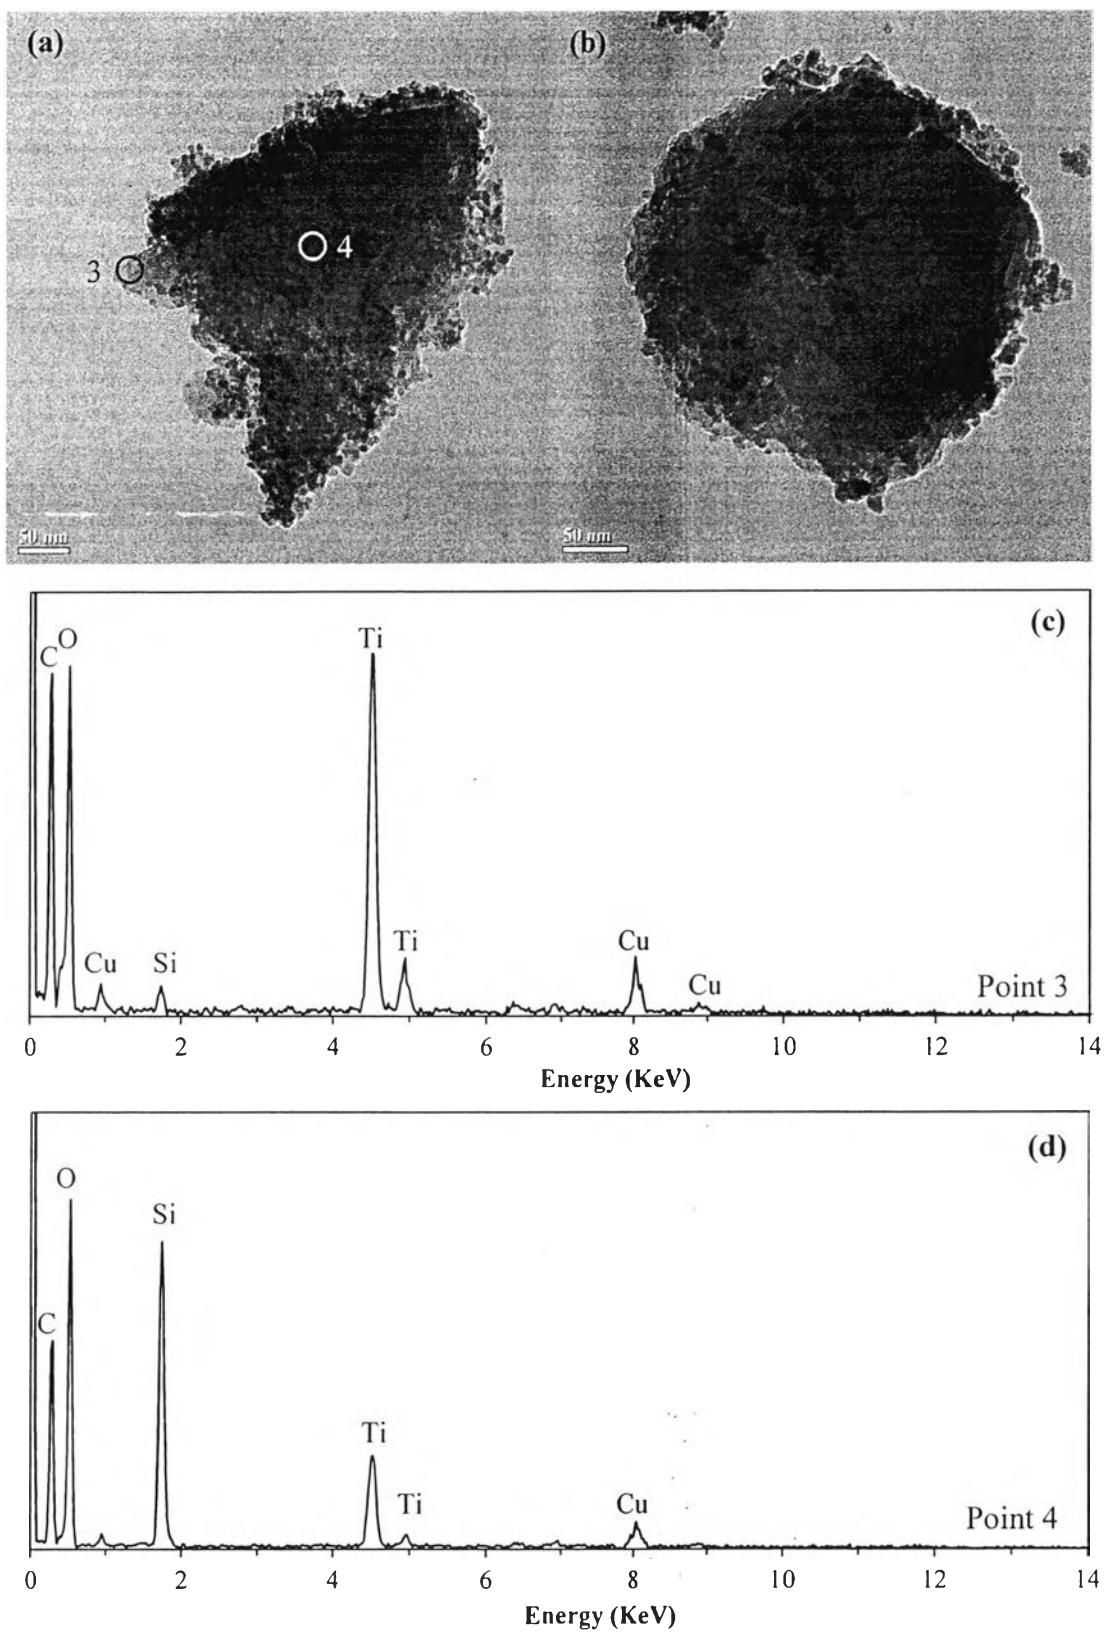 (a)
(b)
3
4
50 nm
50 nm
(c)
C
O
Ti
Cu
Si
Ti
Cu
Cu
Point 3
0 2 4 6 8 10 12 14
Energy (KeV)
(d)
O
Si
C
Ti
Ti
Cu
Point 4
0 2 4 6 8 10 12 14
Energy (KeV)